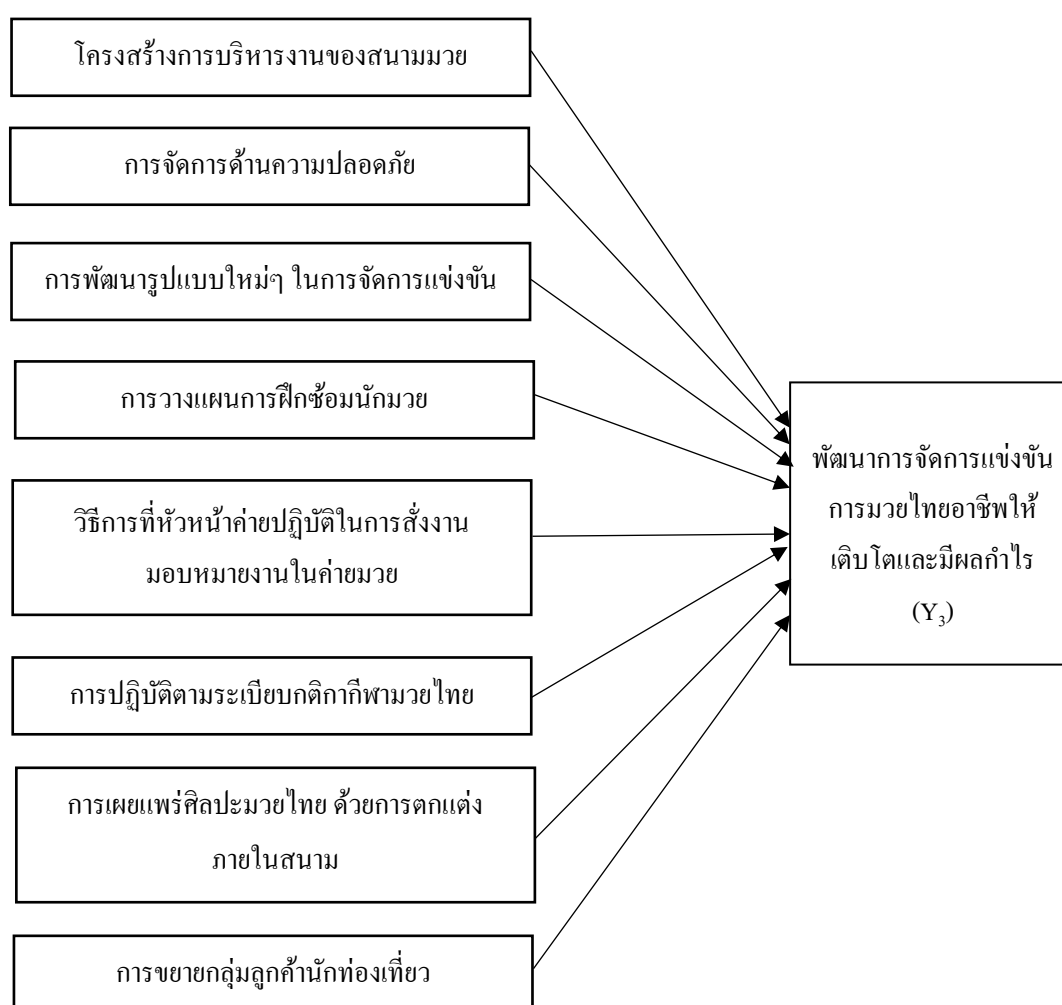 โครงสร้างการบริหารงานของสนามมวย
การจัดการด้านความปลอดภัย
การพัฒนารูปแบบใหม่ๆ ในการจัดการแข่งขัน
การวางแผนการฝึกซ้อมนักมวย
วิธีการที่หัวหน้าค่ายปฏิบัติในการสั่งงาน
มอบหมายงานในค่ายมวย
การปฏิบัติตามระเบียบกติกากีฬามวยไทย
การเผยแพร่ศิลปะมวยไทย ด้วยการตกแต่ง
ภายในสนาม
การขยายกลุ่มลูกค้านักท่องเที่ยว
พัฒนาการจัดการแข่งขัน
การมวยไทยอาชีพให้
เติบโตและมีผลกำไร
(Y₃)